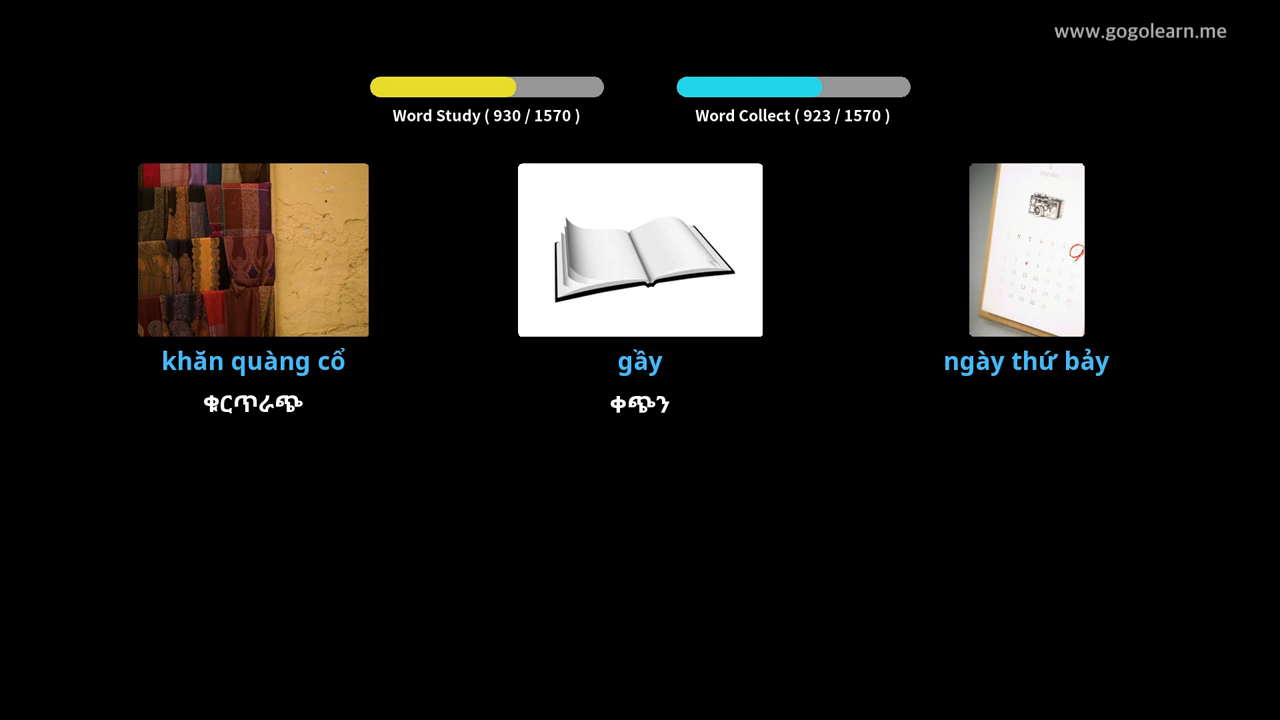 www.gogolearn.me
Word Study ( 930 / 1570 )
Word Collect ( 923 / 1570 )
khăn quàng cổ
gầy
ngày thứ bảy
ቁርጥራጭ
ቀጭን